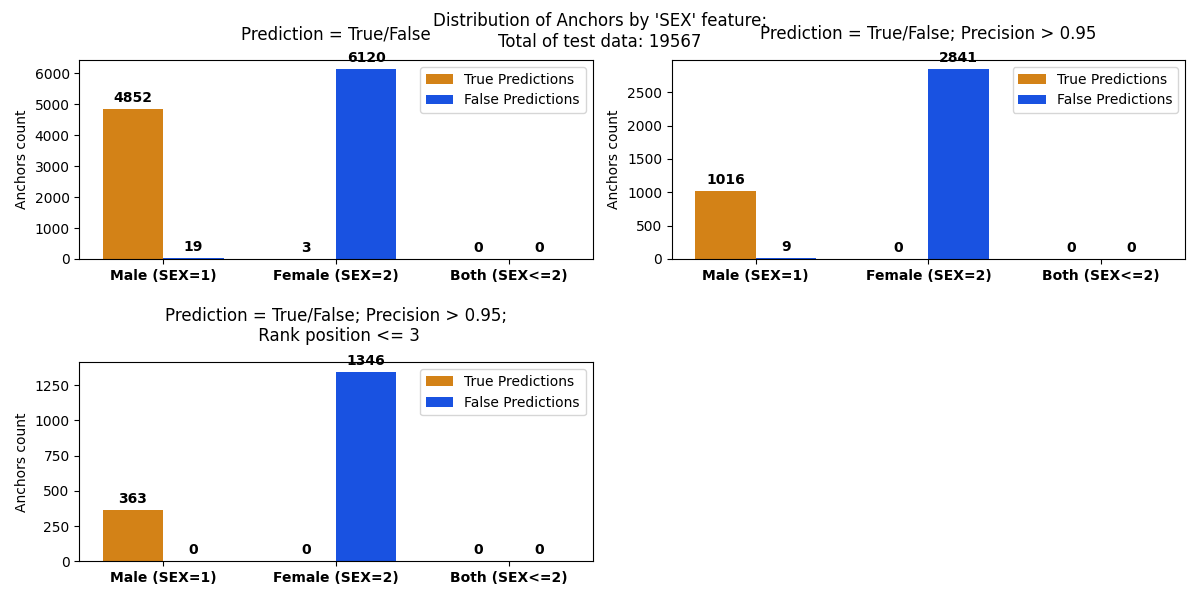 Distribution of Anchors by 'SEX' feature;
Total of test data: 19567
Prediction = True/False
6120
6000
5000
4000
3000
2000
1000
0
Anchors count
4852
19
3
0
0
True Predictions
False Predictions
Male (SEX=1)
Female (SEX=2)
Both (SEX<=2)
Prediction = True/False; Precision > 0.95
2841
2500
2000
1500
1000
500
0
Anchors count
1016
9
0
0
0
True Predictions
False Predictions
Male (SEX=1)
Female (SEX=2)
Both (SEX<=2)
Prediction = True/False; Precision > 0.95;
Rank position <= 3
1346
1250
1000
750
500
250
0
Anchors count
363
0
0
0
0
True Predictions
False Predictions
Male (SEX=1)
Female (SEX=2)
Both (SEX<=2)